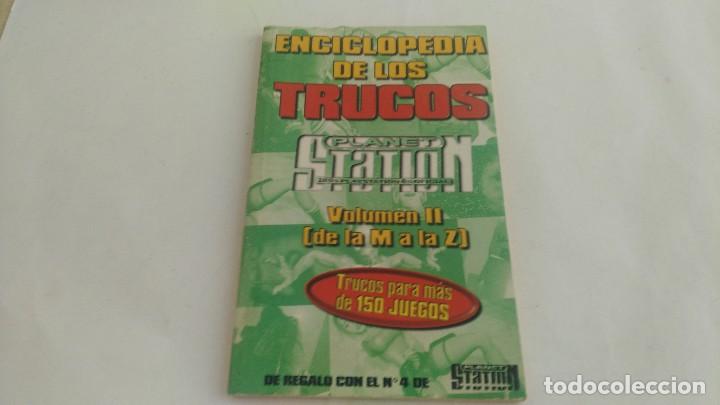 ENCICLOPEDIA
DE LOS
TRUCOS
PLANET
STATION
Volumen II
(de la M a la Z)
Trucos para más
de 150 JUEGOS
DE REGALO CON EL Nº 4 DE
PLANET
STATION
todocoleccion